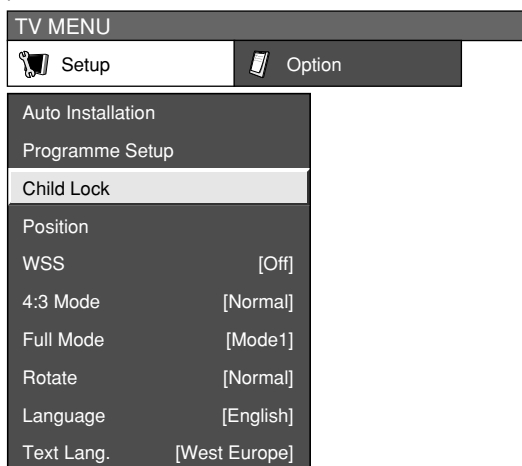 TV MENU
Setup Option
Auto Installation
Programme Setup
Child Lock
Position
WSS [Off]
4:3 Mode [Normal]
Full Mode [Mode1]
Rotate [Normal]
Language [English]
Text Lang. [West Europe]